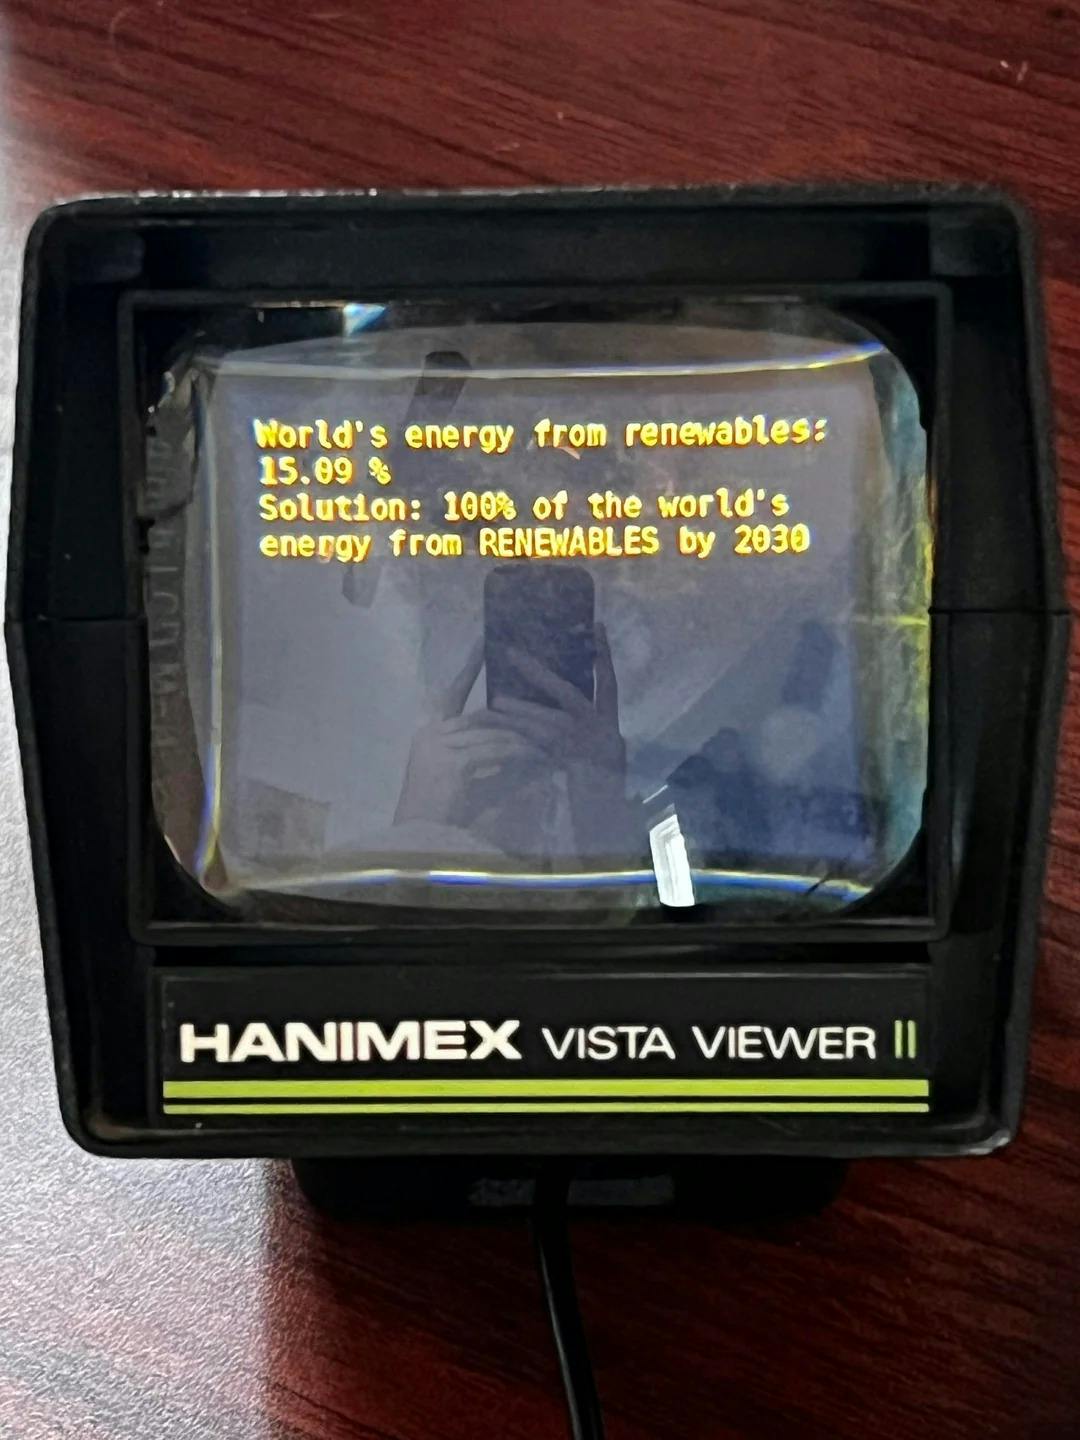 World's energy from renewables:
15.09 %
Solution: 100% of the world's
energy from RENEWABLES by 2030
HANIMEX VISTA VIEWER II